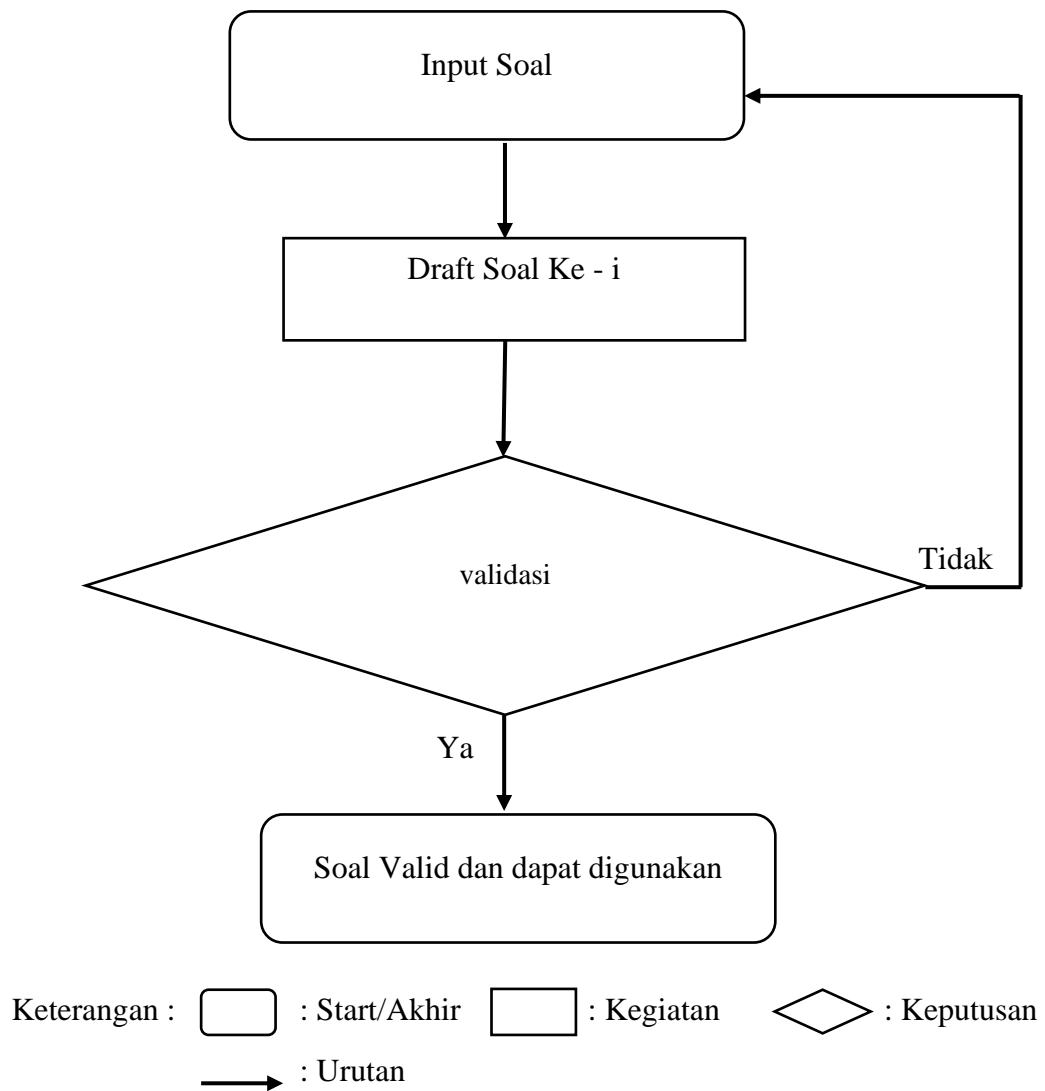 Input Soal
Draft Soal Ke - i
validasi
Tidak
Ya
Soal Valid dan dapat digunakan
Keterangan : : Start/Akhir : Kegiatan : Keputusan
: Urutan